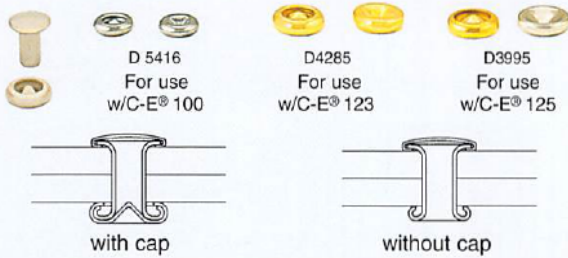 D 5416
For use
w/C-E® 100
D4285
For use
w/C-E® 123
D3995
For use
w/C-E® 125
with cap
without cap